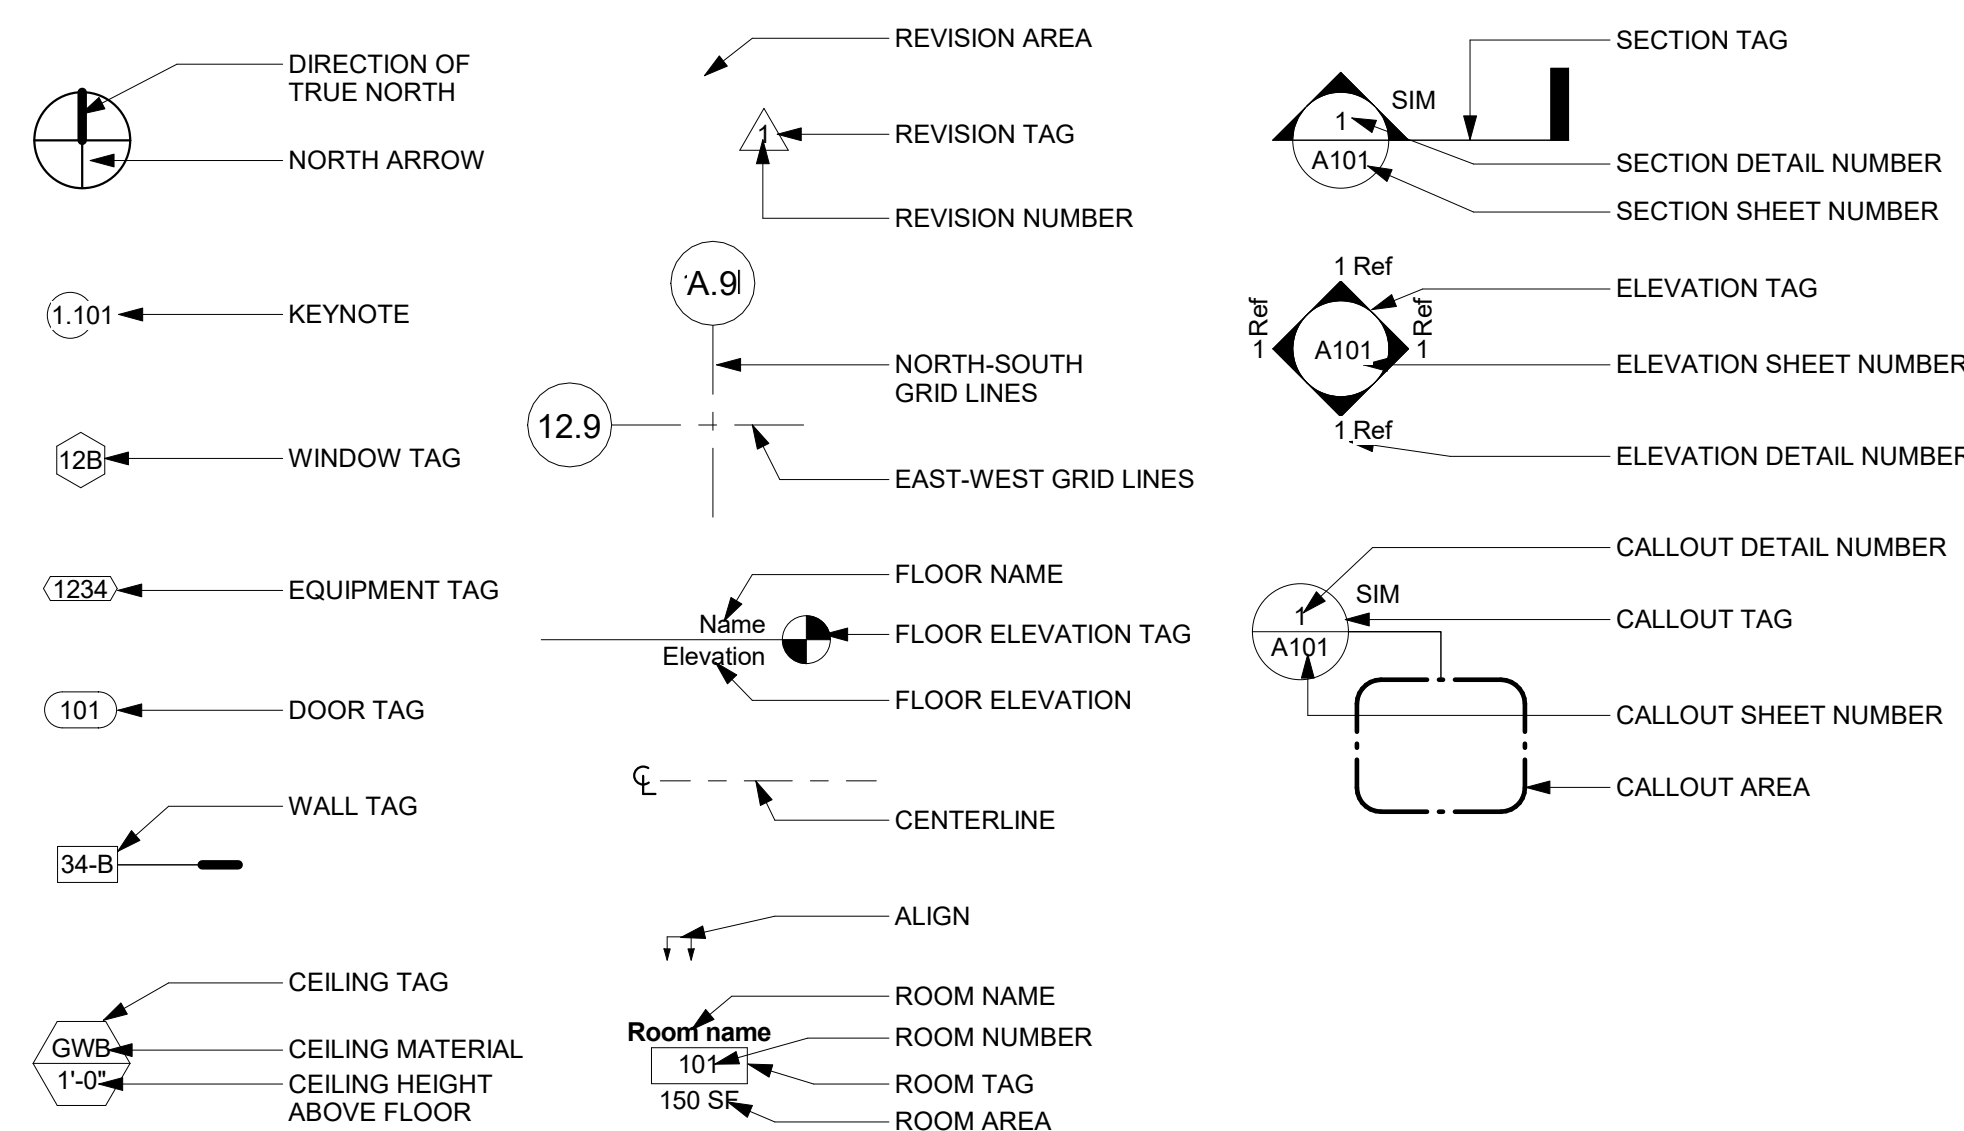 DIRECTION OF
TRUE NORTH
NORTH ARROW
1.101
KEYNOTE
12B
WINDOW TAG
1234
EQUIPMENT TAG
101
DOOR TAG
WALL TAG
34-B
CEILING TAG
GWB
CEILING MATERIAL
1'-0"
CEILING HEIGHT
ABOVE FLOOR
REVISION AREA
1
REVISION TAG
REVISION NUMBER
A.9
NORTH-SOUTH
GRID LINES
12.9
EAST-WEST GRID LINES
FLOOR NAME
Name
FLOOR ELEVATION TAG
Elevation
FLOOR ELEVATION
CENTERLINE
ALIGN
ROOM NAME
Room name
ROOM NUMBER
101
ROOM TAG
150 SF
ROOM AREA
SECTION TAG
SIM
1
A101
SECTION DETAIL NUMBER
SECTION SHEET NUMBER
1 Ref
ELEVATION TAG
1 Ref
1 Ref
A101
ELEVATION SHEET NUMBER
1 Ref
ELEVATION DETAIL NUMBER
CALLOUT DETAIL NUMBER
SIM
1
CALLOUT TAG
A101
CALLOUT SHEET NUMBER
CALLOUT AREA